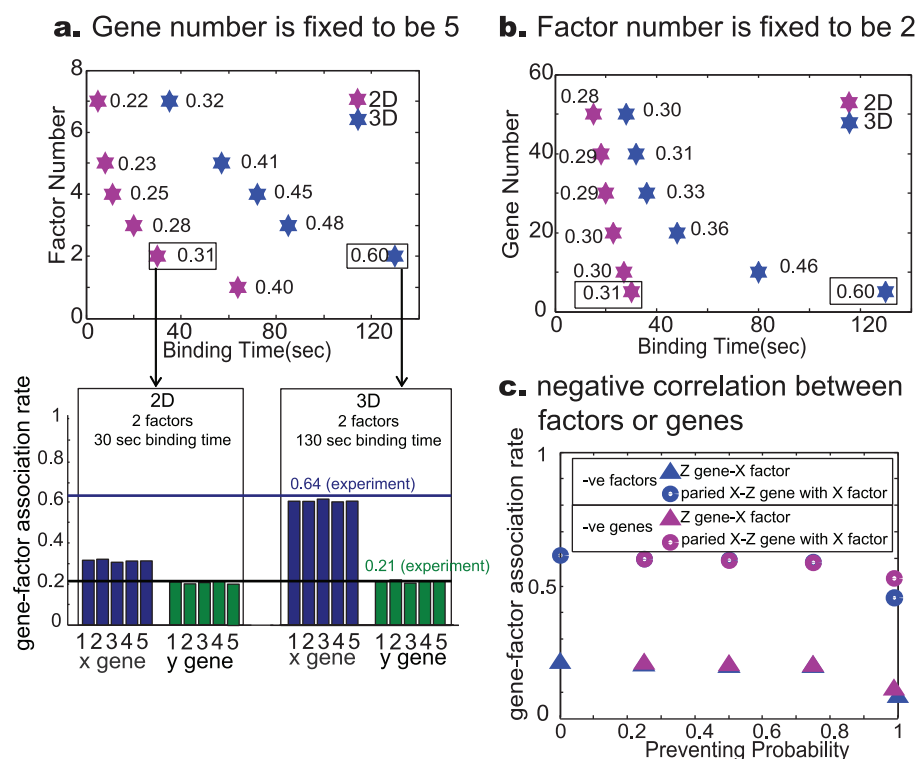 a. Gene number is fixed to be 5
Factor Number
8
6
4
2
0
0.22
0.32
2D
3D
0.23
0.41
0.25
0.45
0.28
0.48
0.31
0.60
0.40
0
40
80
120
Binding Time(sec)
b. Factor number is fixed to be 2
Gene Number
60
40
20
0
0.28
0.30
2D
3D
0.29
0.31
0.29
0.33
0.30
0.36
0.30
0.46
0.31
0.60
0
40
80
120
Binding Time(sec)
gene-factor association rate
1
0.8
0.6
0.4
0.2
0
2D
2 factors
30 sec binding time
3D
2 factors
130 sec binding time
0.64 (experiment)
0.21 (experiment)
1 2 3 4 5
x gene
1 2 3 4 5
y gene
1 2 3 4 5
x gene
1 2 3 4 5
y gene
c. negative correlation between
factors or genes
gene-factor association rate
1
0.5
0
-ve factors
Z gene-X factor
paried X-Z gene with X factor
-ve genes
Z gene-X factor
paried X-Z gene with X factor
0
0.2
0.4
0.6
0.8
1
Preventing Probability